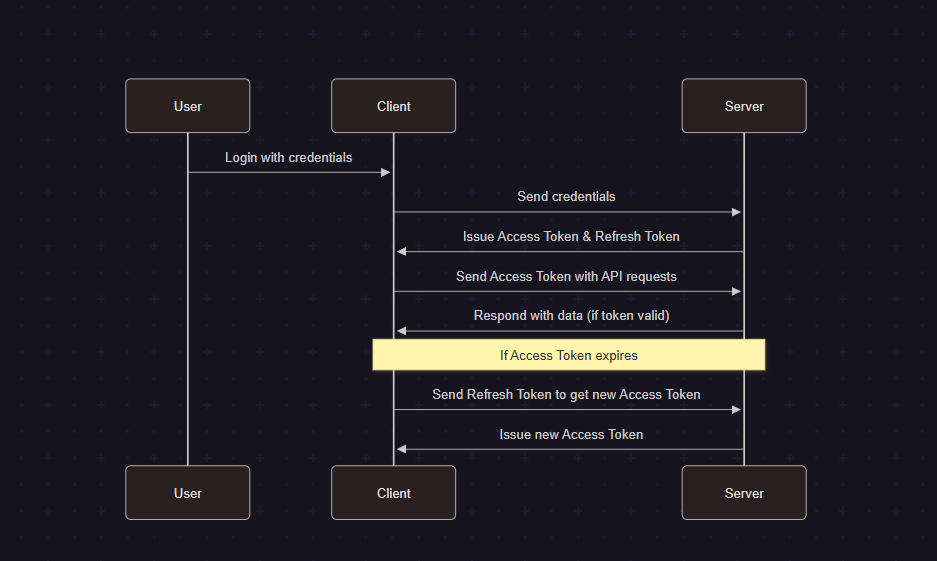 User
Client
Server
Login with credentials
Send credentials
Issue Access Token & Refresh Token
Send Access Token with API requests
Respond with data (if token valid)
If Access Token expires
Send Refresh Token to get new Access Token
Issue new Access Token
User
Client
Server